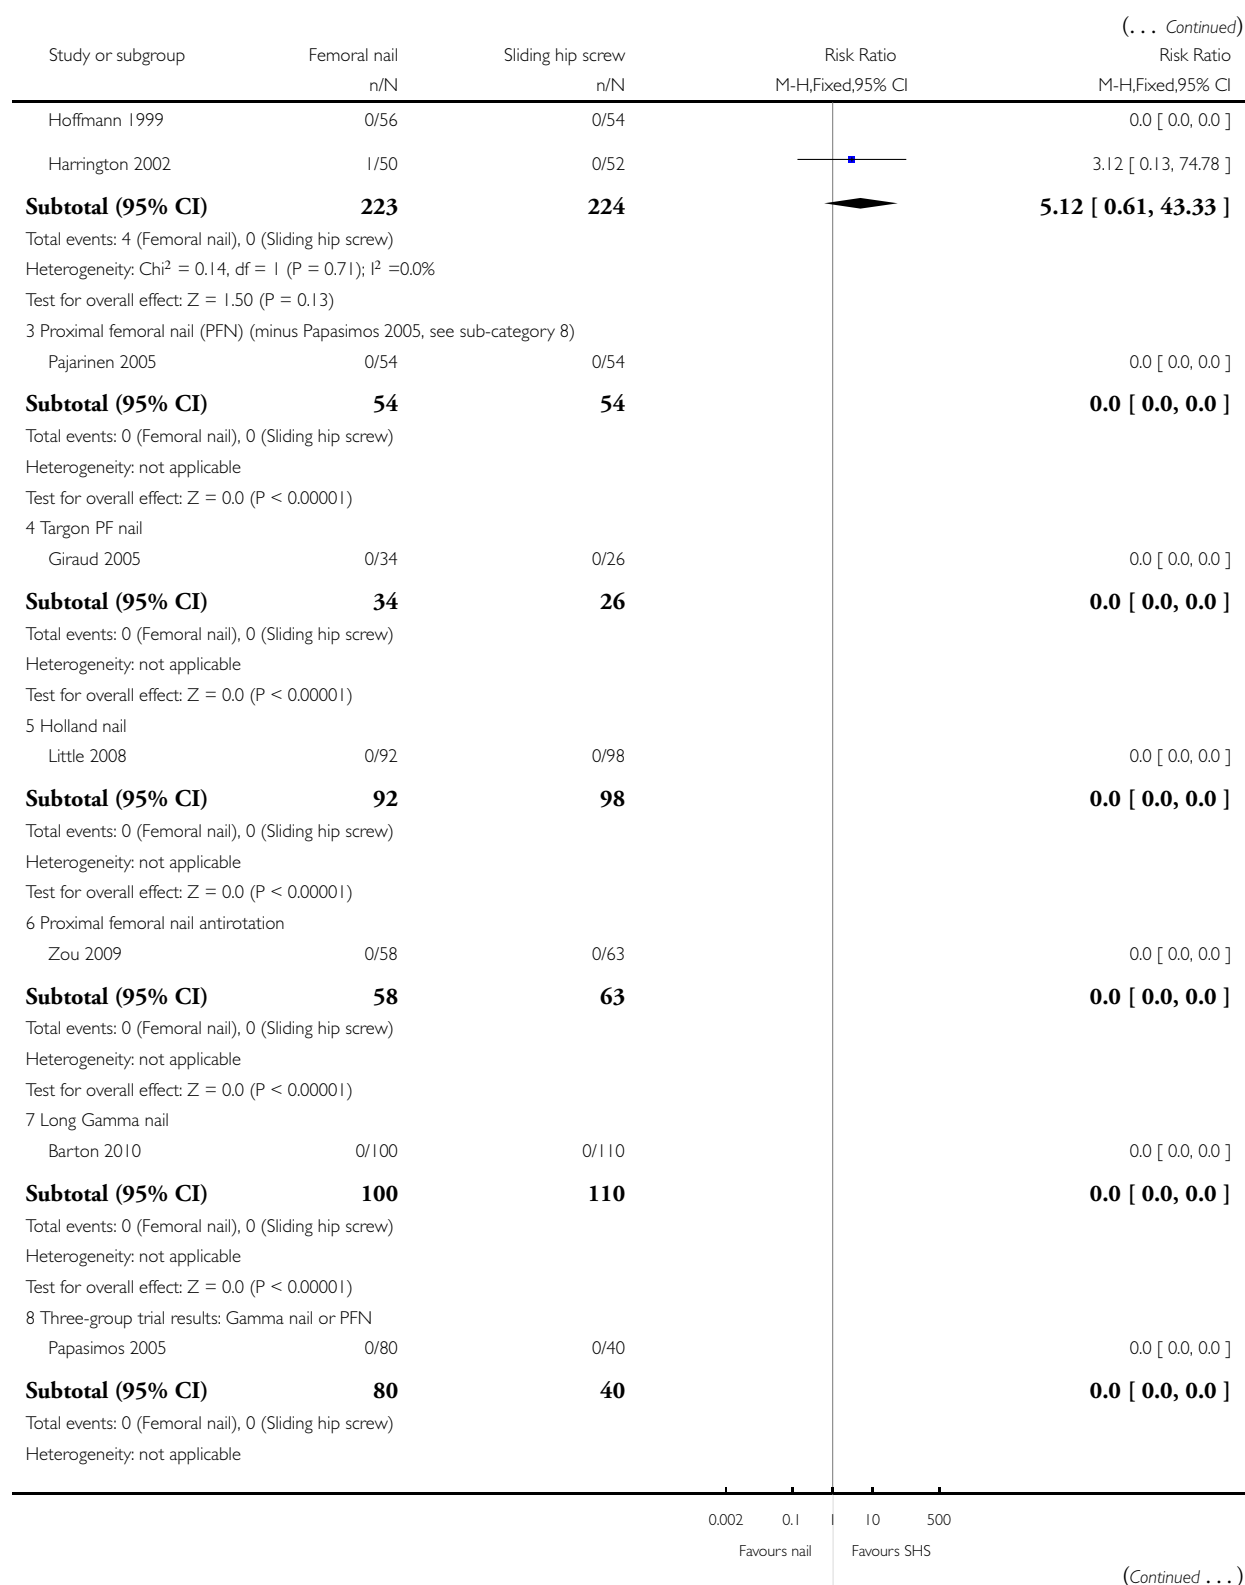 (... Continued)
Study or subgroup Femoral nail Sliding hip screw Risk Ratio Risk Ratio
n/N n/N M-H,Fixed,95% CI M-H,Fixed,95% CI
Hoffmann 1999 0/56 0/54 0.0 [ 0.0, 0.0 ]
Harrington 2002 1/50 0/52 3.12 [ 0.13, 74.78 ]
Subtotal (95% CI) 223 224 5.12 [ 0.61, 43.33 ]
Total events: 4 (Femoral nail), 0 (Sliding hip screw)
Heterogeneity: Chi² = 0.14, df = 1 (P = 0.71); I² =0.0%
Test for overall effect: Z = 1.50 (P = 0.13)
3 Proximal femoral nail (PFN) (minus Papasimos 2005, see sub-category 8)
Pajarinen 2005 0/54 0/54 0.0 [ 0.0, 0.0 ]
Subtotal (95% CI) 54 54 0.0 [ 0.0, 0.0 ]
Total events: 0 (Femoral nail), 0 (Sliding hip screw)
Heterogeneity: not applicable
Test for overall effect: Z = 0.0 (P < 0.00001)
4 Targon PF nail
Giraud 2005 0/34 0/26 0.0 [ 0.0, 0.0 ]
Subtotal (95% CI) 34 26 0.0 [ 0.0, 0.0 ]
Total events: 0 (Femoral nail), 0 (Sliding hip screw)
Heterogeneity: not applicable
Test for overall effect: Z = 0.0 (P < 0.00001)
5 Holland nail
Little 2008 0/92 0/98 0.0 [ 0.0, 0.0 ]
Subtotal (95% CI) 92 98 0.0 [ 0.0, 0.0 ]
Total events: 0 (Femoral nail), 0 (Sliding hip screw)
Heterogeneity: not applicable
Test for overall effect: Z = 0.0 (P < 0.00001)
6 Proximal femoral nail antirotation
Zou 2009 0/58 0/63 0.0 [ 0.0, 0.0 ]
Subtotal (95% CI) 58 63 0.0 [ 0.0, 0.0 ]
Total events: 0 (Femoral nail), 0 (Sliding hip screw)
Heterogeneity: not applicable
Test for overall effect: Z = 0.0 (P < 0.00001)
7 Long Gamma nail
Barton 2010 0/100 0/110 0.0 [ 0.0, 0.0 ]
Subtotal (95% CI) 100 110 0.0 [ 0.0, 0.0 ]
Total events: 0 (Femoral nail), 0 (Sliding hip screw)
Heterogeneity: not applicable
Test for overall effect: Z = 0.0 (P < 0.00001)
8 Three-group trial results: Gamma nail or PFN
Papasimos 2005 0/80 0/40 0.0 [ 0.0, 0.0 ]
Subtotal (95% CI) 80 40 0.0 [ 0.0, 0.0 ]
Total events: 0 (Femoral nail), 0 (Sliding hip screw)
Heterogeneity: not applicable
0.002 0.1 1 10 500
Favours nail Favours SHS
(Continued ...)